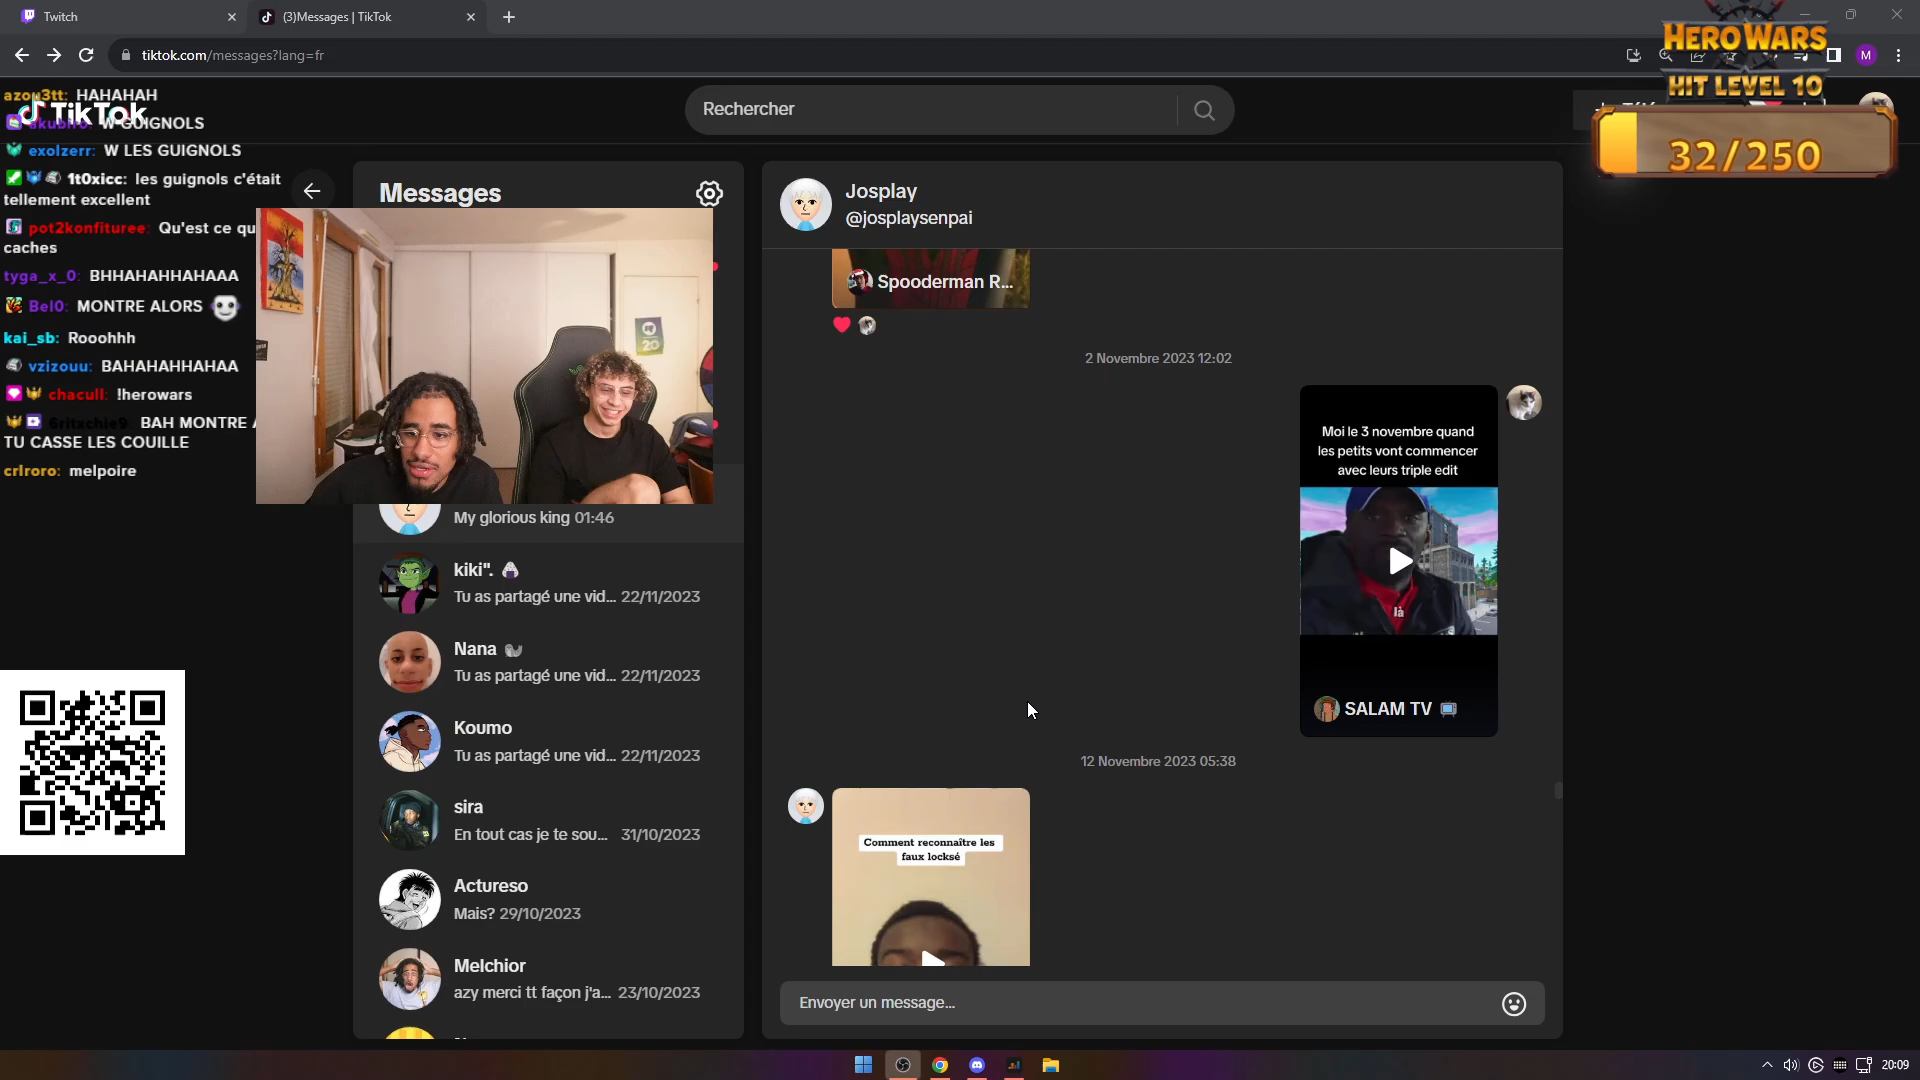 Twitch
(3)Messages | TikTok
tiktok.com/messages?lang=fr
HERO WARS
HIT LEVEL 10
32/250
TikTok
Rechercher
azou3tt: HAHAHAH
W GUIGNOLS
exolzerr: W LES GUIGNOLS
1t0xicc: les guignols c'était
tellement excellent
pot2konfituree: Qu'est ce qu
caches
tyga_x_0: BHHAHAHHAHAAA
Bel0: MONTRE ALORS
kai_sb: Rooohhh
vzizouu: BAHAHAHHAHAA
chacull: !herowars
6ritxchie9: BAH MONTRE
TU CASSE LES COUILLE
crlroro: melpoire
Messages
My glorious king 01:46
kiki". 
Tu as partagé une vid... 22/11/2023
Nana
Tu as partagé une vid... 22/11/2023
Koumo
Tu as partagé une vid... 22/11/2023
sira
En tout cas je te sou... 31/10/2023
Actureso
Mais? 29/10/2023
Melchior
azy merci tt façon j'a... 23/10/2023
Josplay
@josplaysenpai
Spooderman R...
2 Novembre 2023 12:02
Moi le 3 novembre quand
les petits vont commencer
avec leurs triple edit
là
SALAM TV
12 Novembre 2023 05:38
Comment reconnaître les
faux locksé
Envoyer un message...
20:09